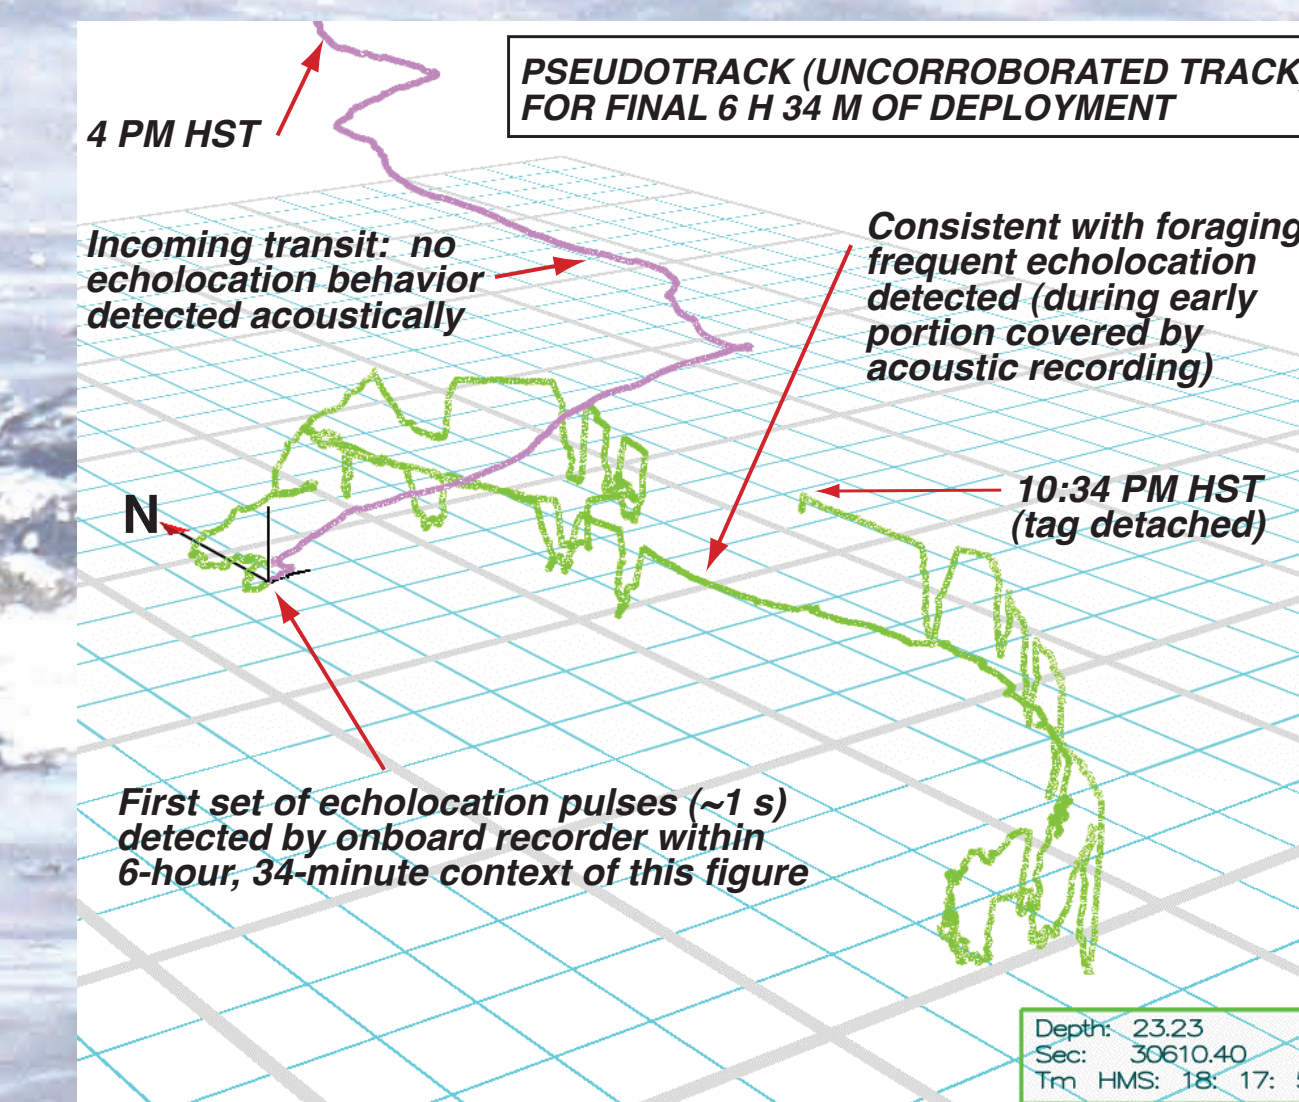 PSEUDOTRACK (UNCORROBORATED TRACK)
FOR FINAL 6 H 34 M OF DEPLOYMENT
4 PM HST
Incoming transit: no
echolocation behavior
detected acoustically
Consistent with foraging
frequent echolocation
detected (during early
portion covered by
acoustic recording)
N
10:34 PM HST
(tag detached)
First set of echolocation pulses (~1 s)
detected by onboard recorder within
6-hour, 34-minute context of this figure
Depth: 23.23
Sec: 30610.40
Tm HMS: 18: 17: